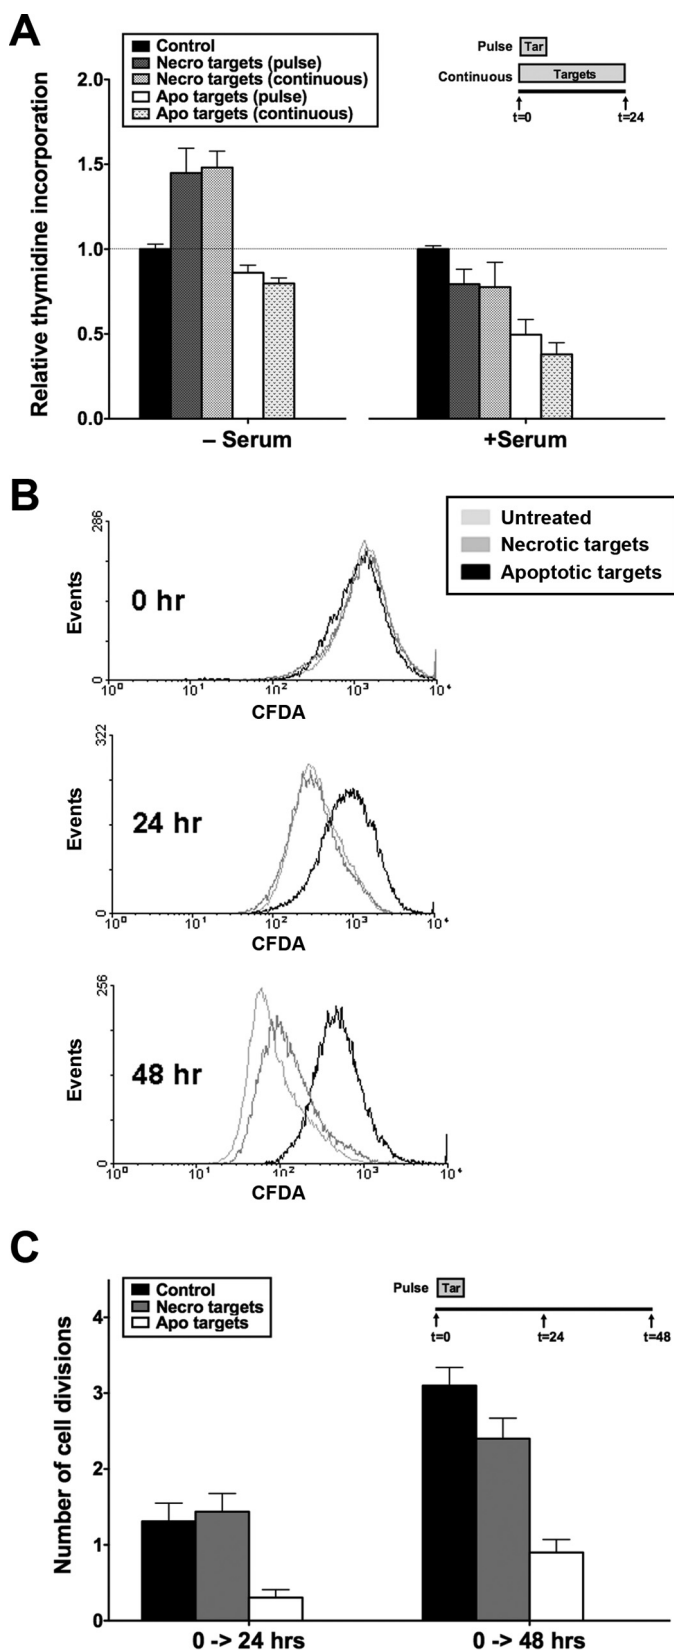 A
Control
Necro targets (pulse)
Necro targets (continuous)
Apo targets (pulse)
Apo targets (continuous)
Pulse Tar
Continuous Targets
t=0 t=24
Relative thymidine incorporation
2.0
1.5
1.0
0.5
0.0
– Serum +Serum
B
Untreated
Necrotic targets
Apoptotic targets
286
0 hr
Events
0
10⁰ 10¹ 10² 10³ 10⁴
CFDA
322
24 hr
Events
0
10⁰ 10¹ 10² 10³ 10⁴
CFDA
256
48 hr
Events
0
10⁰ 10¹ 10² 10³ 10⁴
CFDA
C
Control
Necro targets
Apo targets
Pulse Tar
t=0 t=24 t=48
Number of cell divisions
4
3
2
1
0
0 -> 24 hrs 0 -> 48 hrs